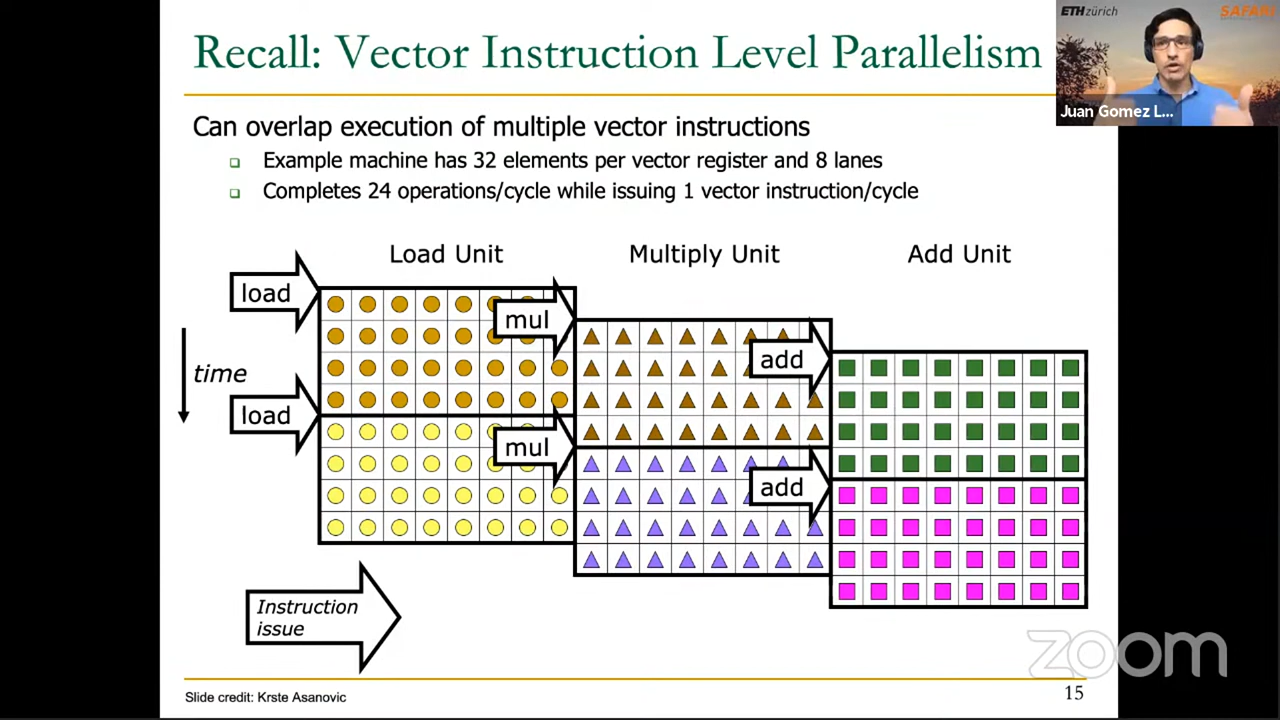 Recall: Vector Instruction Level Parallelism
ETH zürich
SAFARI
Juan Gomez L...
Can overlap execution of multiple vector instructions
Example machine has 32 elements per vector register and 8 lanes
Completes 24 operations/cycle while issuing 1 vector instruction/cycle
Load Unit
Multiply Unit
Add Unit
load
mul
add
time
load
mul
add
Instruction
issue
zoom
Slide credit: Krste Asanovic
15